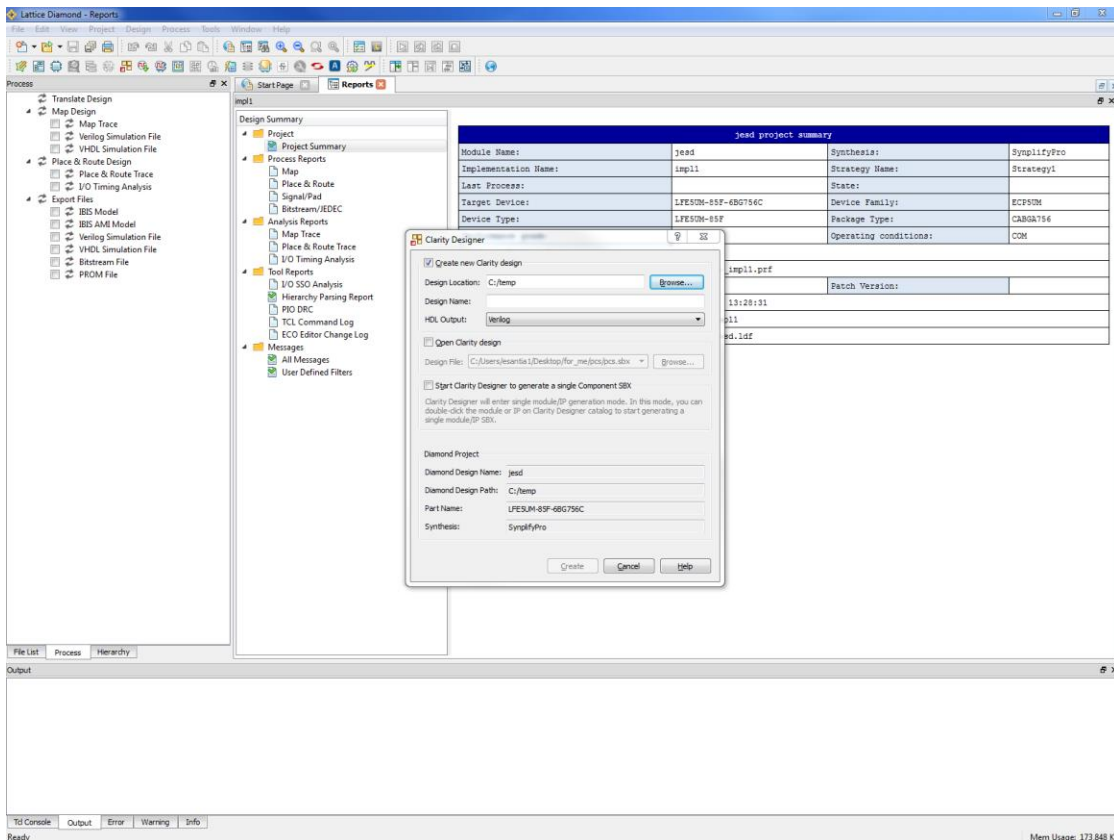 Lattice Diamond - Reports
File Edit View Project Design Process Tools Window Help
Process
Start Page
Reports
Translate Design
Map Design
Map Trace
Verilog Simulation File
VHDL Simulation File
Place & Route Design
Place & Route Trace
I/O Timing Analysis
Export Files
IBIS Model
IBIS AMI Model
Verilog Simulation File
VHDL Simulation File
Bitstream File
PROM File
impl1
Design Summary
Project
Project Summary
Process Reports
Map
Place & Route
Signal/Pad
Bitstream/JEDEC
Analysis Reports
Map Trace
Place & Route Trace
I/O Timing Analysis
Tool Reports
I/O SSO Analysis
Hierarchy Parsing Report
PIO DRC
TCL Command Log
ECO Editor Change Log
Messages
All Messages
User Defined Filters
jesd project summary
Module Name: jesd Synthesis: SynplifyPro
Implementation Name: impl1 Strategy Name: Strategy1
Last Process: State:
Target Device: LFE5UM-85F-6BG756C Device Family: ECP5UM
Device Type: LFE5UM-85F Package Type: CABGA756
Operating conditions: COM
_impl1.prf
Patch Version:
13:28:31
pl1
ed.ldf
Clarity Designer
Create new Clarity design
Design Location: C:/temp Browse...
Design Name:
HDL Output: Verilog
Open Clarity design
Design File: C:/Users/esantia1/Desktop/for_me/pcs/pcs.sbx Browse...
Start Clarity Designer to generate a single Component SBX
Clarity Designer will enter single module/IP generation mode. In this mode, you can
double-click the module or IP on Clarity Designer catalog to start generating a
single module/IP SBX.
Diamond Project
Diamond Design Name: jesd
Diamond Design Path: C:/temp
Part Name: LFE5UM-85F-6BG756C
Synthesis: SynplifyPro
Create Cancel Help
File List Process Hierarchy
Output
Tcl Console Output Error Warning Info
Ready
Mem Usage: 173,848 K